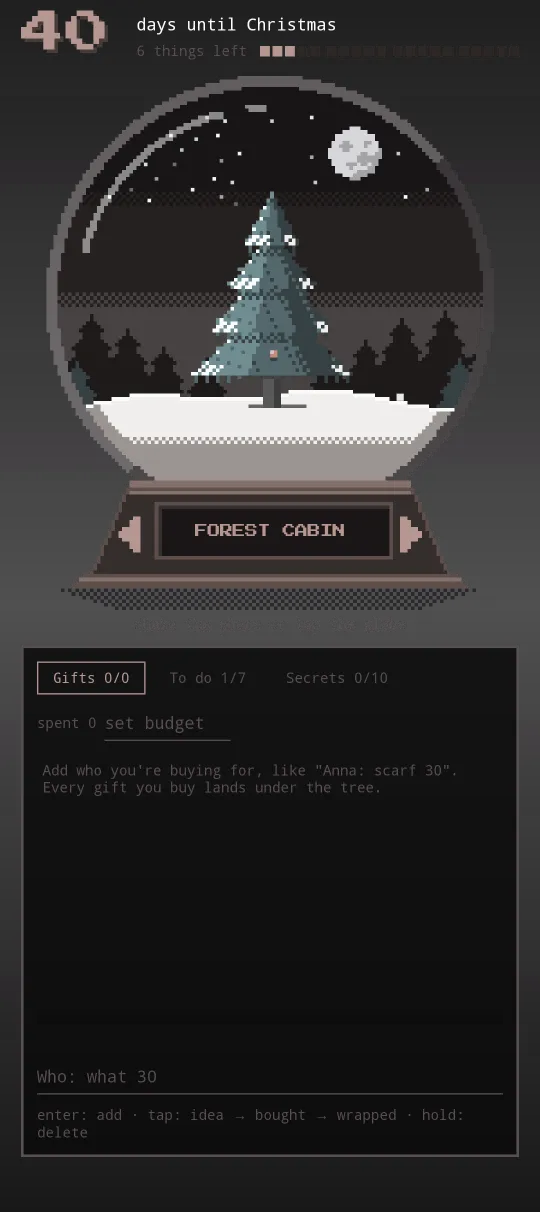 40
days until Christmas
6 things left
FOREST CABIN
Gifts 0/0
To do 1/7
Secrets 0/10
spent 0 set budget
Add who you're buying for, like "Anna: scarf 30".
Every gift you buy lands under the tree.
Who: what 30
enter: add · tap: idea → bought → wrapped · hold:
delete